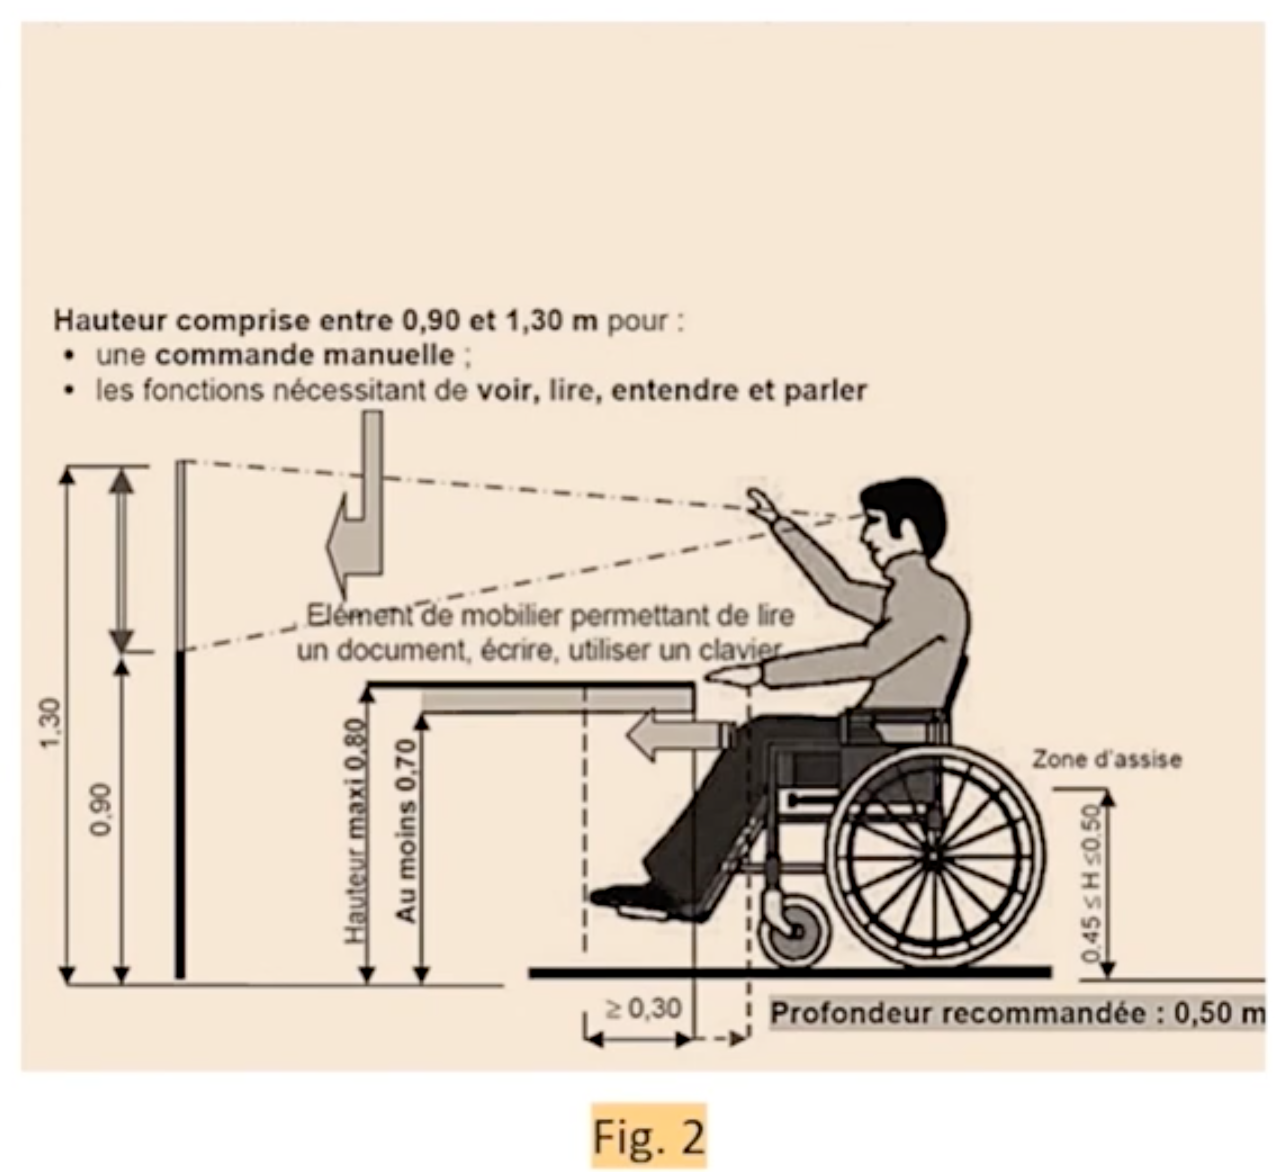 Hauteur comprise entre 0,90 et 1,30 m pour :
• une commande manuelle ;
• les fonctions nécessitant de voir, lire, entendre et parler
Elément de mobilier permettant de lire
un document, écrire, utiliser un clavier
1,30
0,90
Hauteur maxi 0,80
Au moins 0,70
Zone d'assise
0.45 ≤ H ≤0.50
≥ 0,30
Profondeur recommandée : 0,50 m
Fig. 2